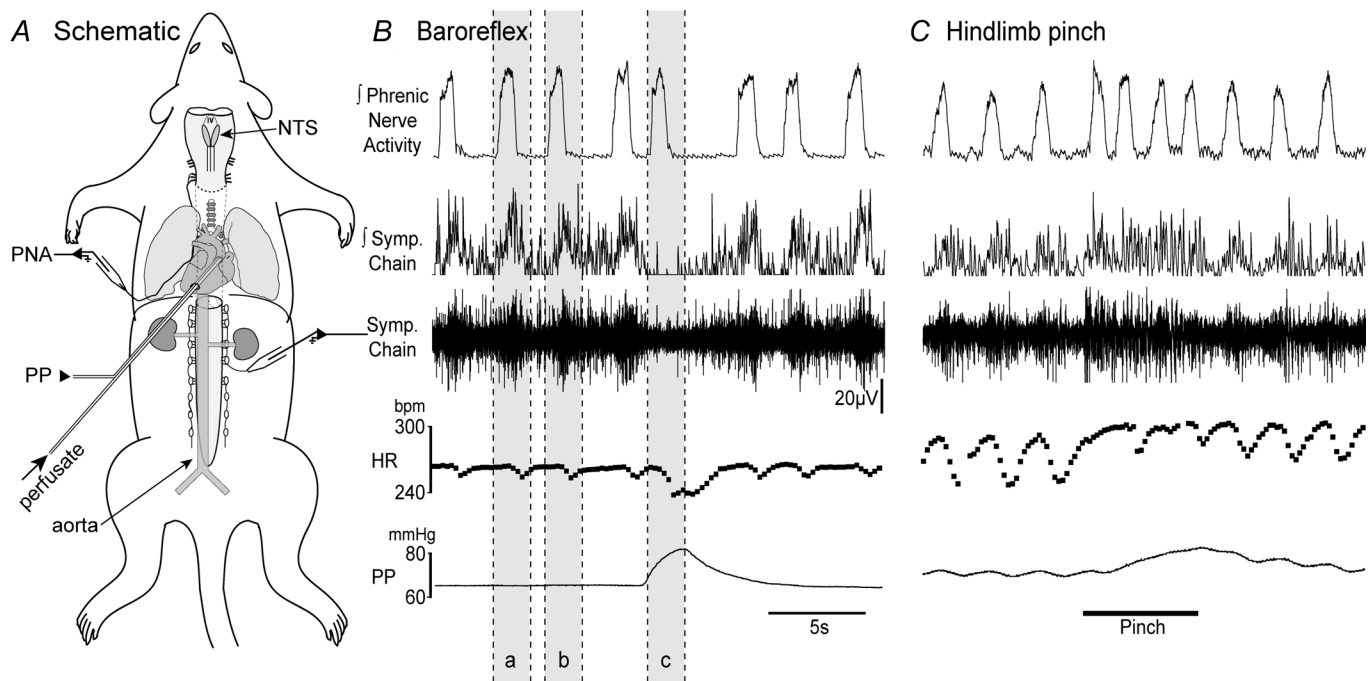 A Schematic
IV
NTS
PNA
PP
perfusate
aorta
B Baroreflex
∫ Phrenic
Nerve
Activity
∫ Symp.
Chain
Symp.
Chain
20µV
bpm
300
HR
240
mmHg
80
PP
60
5s
a
b
c
C Hindlimb pinch
Pinch